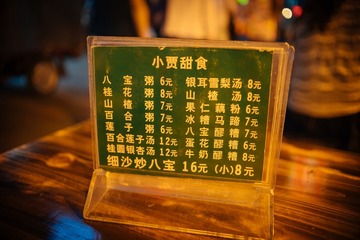 小贾甜食
八宝粥 6元 银耳雪梨汤 8元
桂花粥 8元 山楂汤 8元
山楂粥 7元 果仁藕粉 6元
百合粥 7元 冰糖马蹄 7元
莲子粥 6元 八宝醪糟 7元
百合莲子汤 12元 蛋花醪糟 6元
桂圆银杏汤 12元 牛奶醪糟 8元
细沙炒八宝 16元 (小)8元